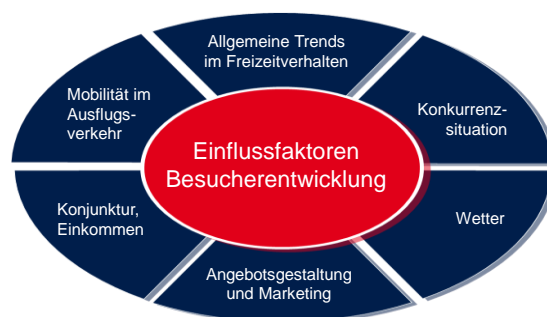 Allgemeine Trends
im Freizeitverhalten
Mobilität im
Ausflugs-
verkehr
Konkurrenz-
situation
Einflussfaktoren
Besucherentwicklung
Konjunktur,
Einkommen
Wetter
Angebotsgestaltung
und Marketing